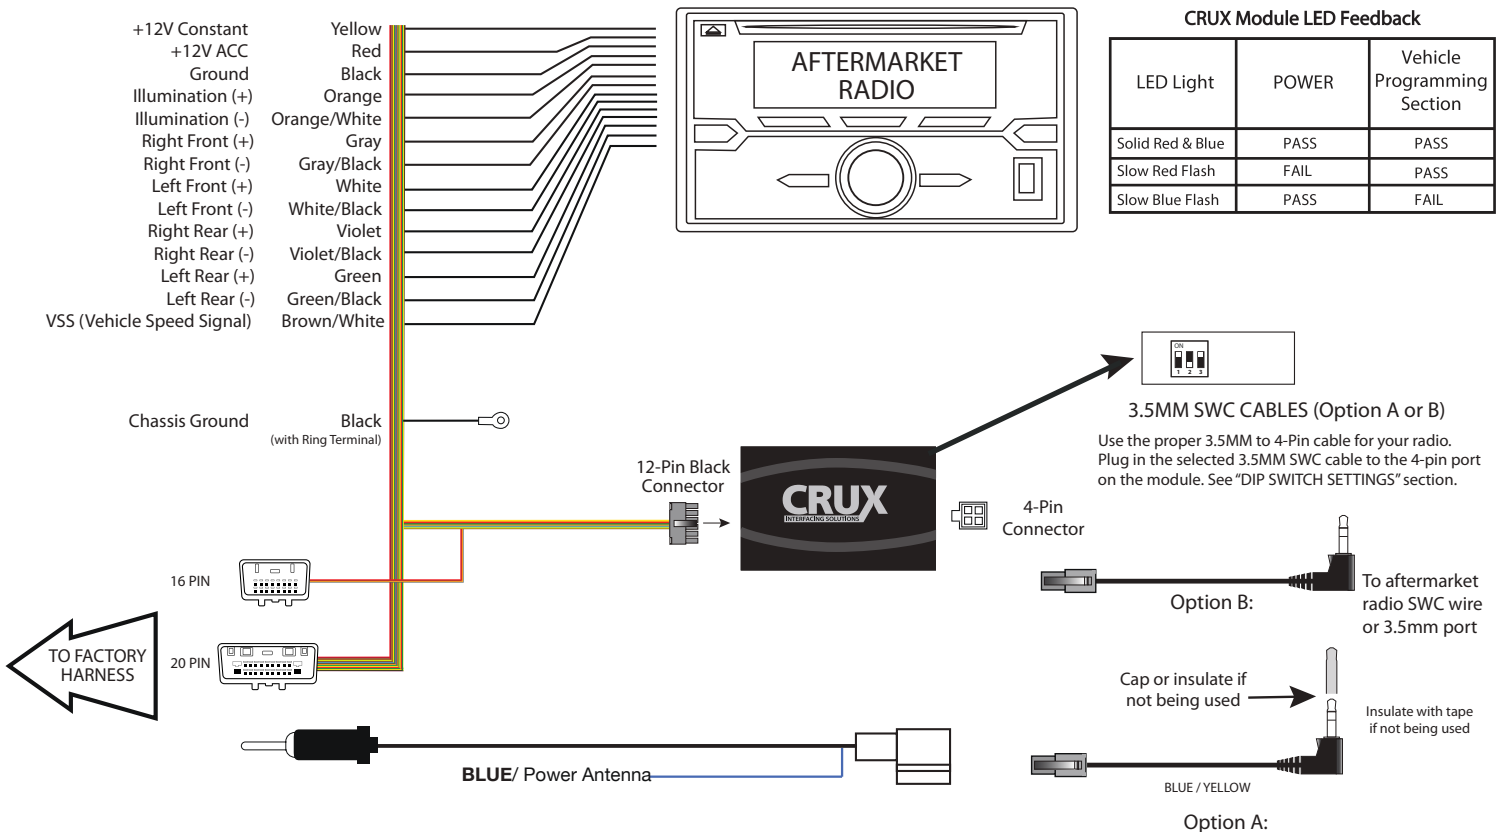 +12V Constant Yellow
+12V ACC Red
Ground Black
Illumination (+) Orange
Illumination (-) Orange/White
Right Front (+) Gray
Right Front (-) Gray/Black
Left Front (+) White
Left Front (-) White/Black
Right Rear (+) Violet
Right Rear (-) Violet/Black
Left Rear (+) Green
Left Rear (-) Green/Black
VSS (Vehicle Speed Signal) Brown/White
Chassis Ground Black
(with Ring Terminal)
AFTERMARKET
RADIO
CRUX Module LED Feedback
LED Light POWER Vehicle
Programming
Section
Solid Red & Blue PASS PASS
Slow Red Flash FAIL PASS
Slow Blue Flash PASS FAIL
ON
1 2 3
3.5MM SWC CABLES (Option A or B)
Use the proper 3.5MM to 4-Pin cable for your radio.
Plug in the selected 3.5MM SWC cable to the 4-pin port
on the module. See “DIP SWITCH SETTINGS” section.
12-Pin Black
Connector
CRUX
INTERFACING SOLUTIONS
4-Pin
Connector
16 PIN
20 PIN
TO FACTORY
HARNESS
Option B:
To aftermarket
radio SWC wire
or 3.5mm port
Cap or insulate if
not being used
Insulate with tape
if not being used
BLUE/ Power Antenna
BLUE / YELLOW
Option A: